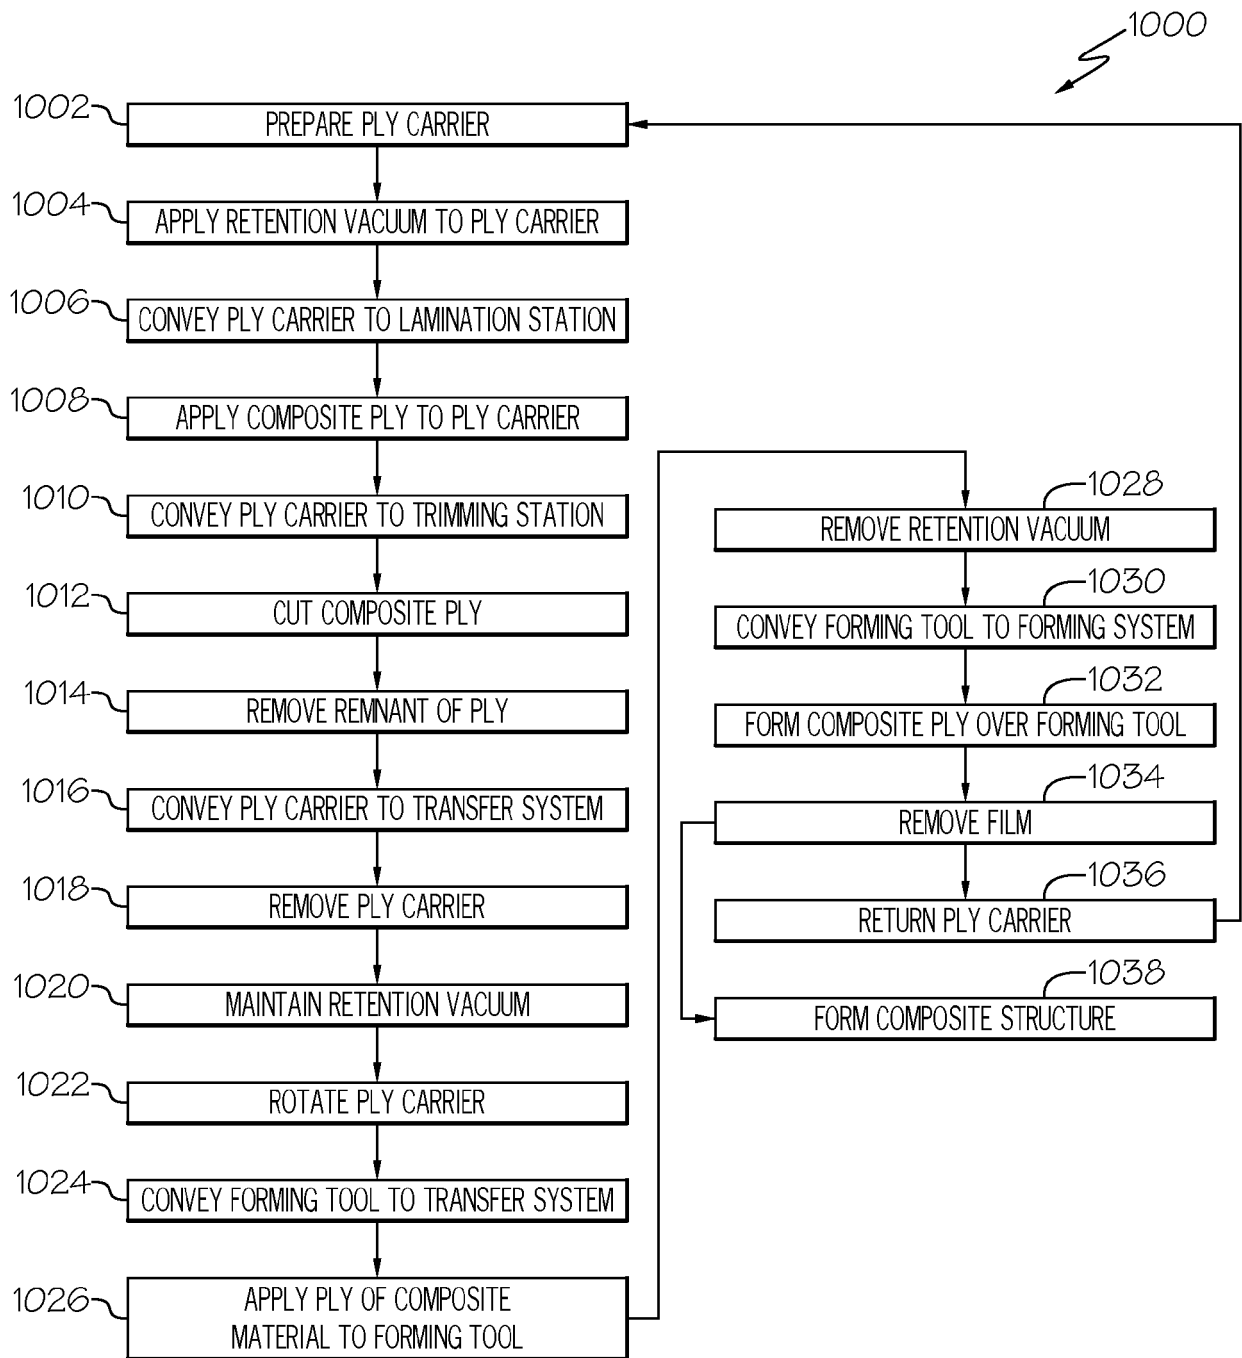 1000
1002
PREPARE PLY CARRIER
1004
APPLY RETENTION VACUUM TO PLY CARRIER
1006
CONVEY PLY CARRIER TO LAMINATION STATION
1008
APPLY COMPOSITE PLY TO PLY CARRIER
1010
CONVEY PLY CARRIER TO TRIMMING STATION
1012
CUT COMPOSITE PLY
1014
REMOVE REMNANT OF PLY
1016
CONVEY PLY CARRIER TO TRANSFER SYSTEM
1018
REMOVE PLY CARRIER
1020
MAINTAIN RETENTION VACUUM
1022
ROTATE PLY CARRIER
1024
CONVEY FORMING TOOL TO TRANSFER SYSTEM
1026
APPLY PLY OF COMPOSITE
MATERIAL TO FORMING TOOL
1028
REMOVE RETENTION VACUUM
1030
CONVEY FORMING TOOL TO FORMING SYSTEM
1032
FORM COMPOSITE PLY OVER FORMING TOOL
1034
REMOVE FILM
1036
RETURN PLY CARRIER
1038
FORM COMPOSITE STRUCTURE